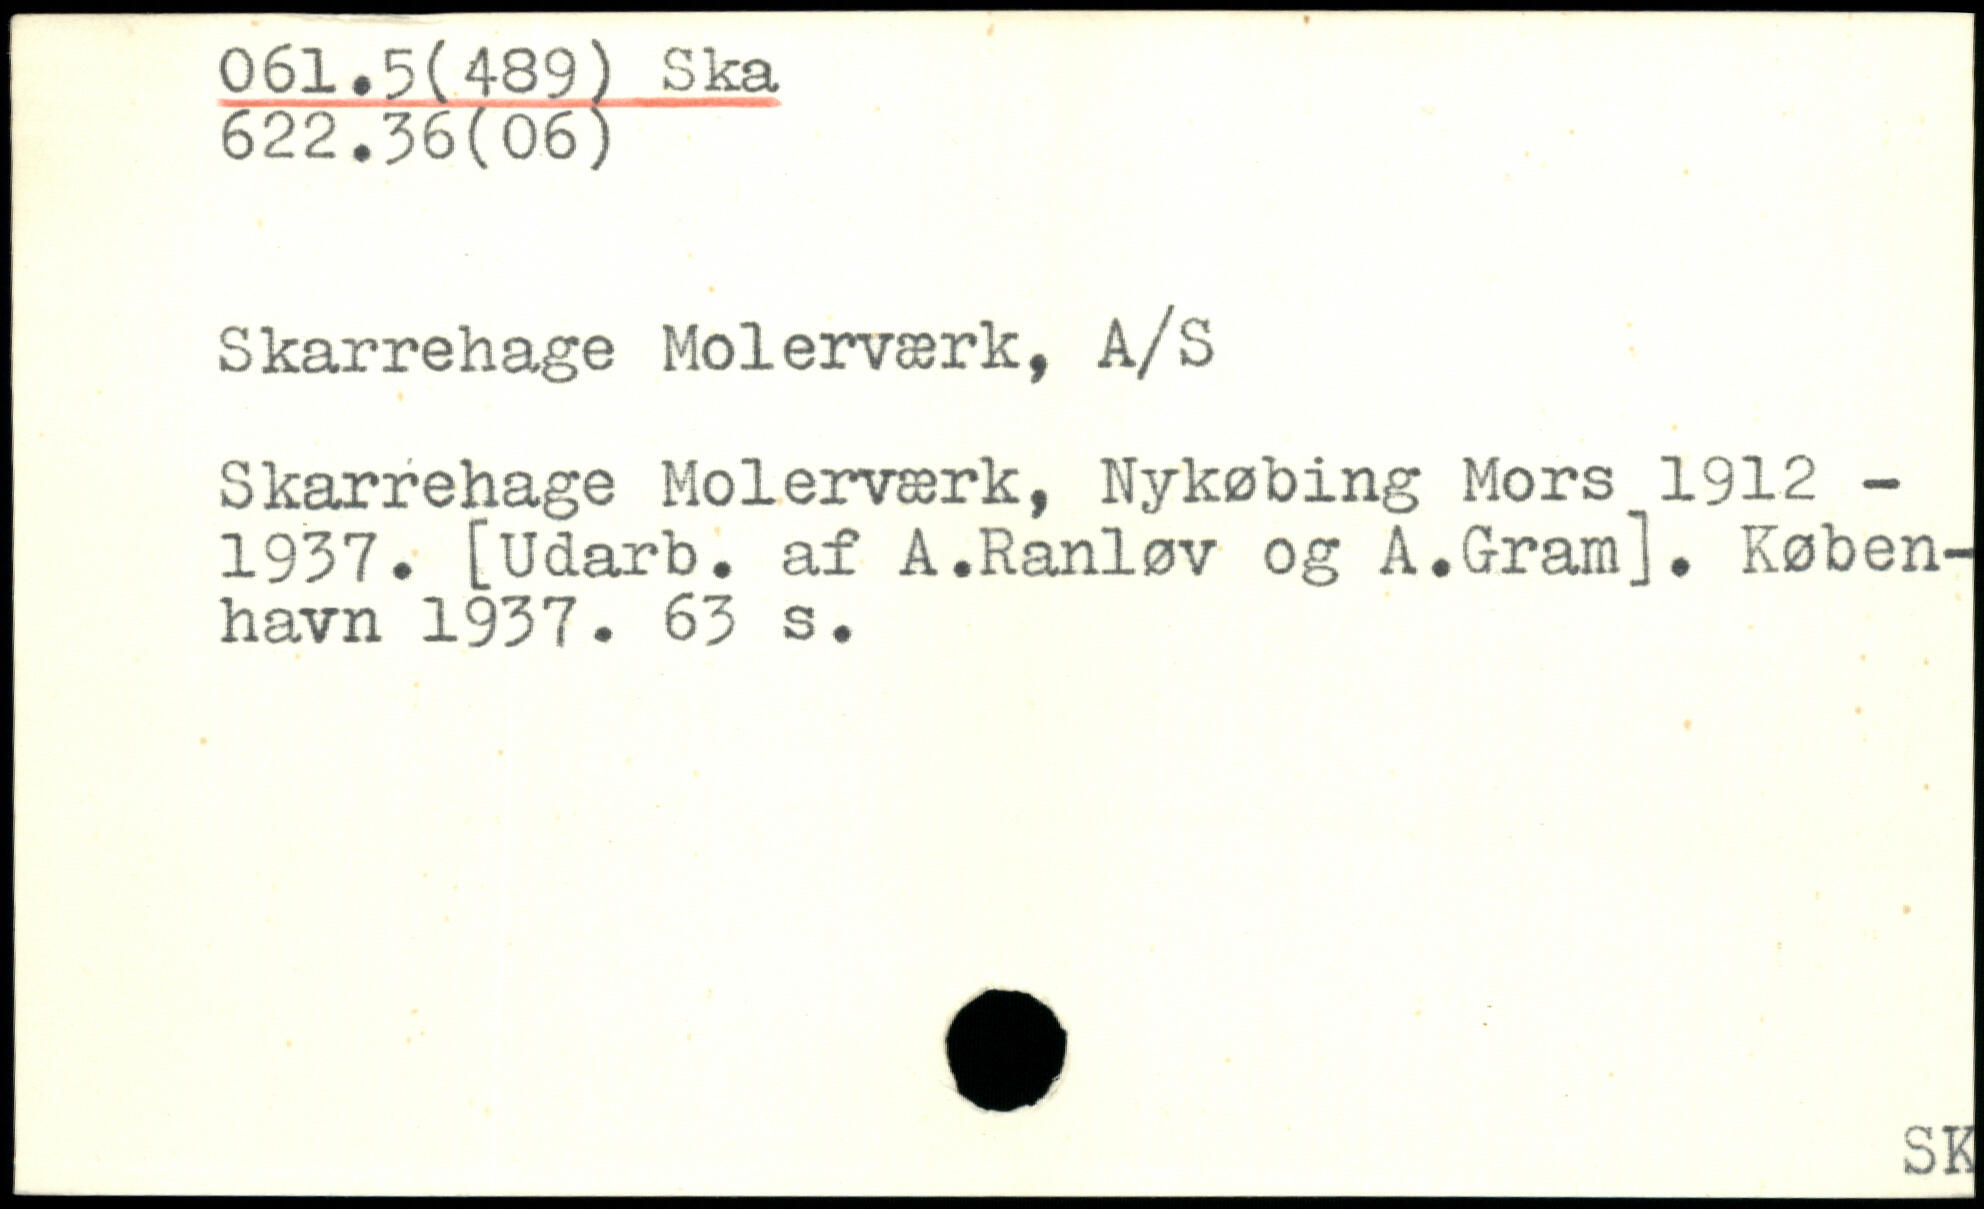 061.5(489) Ska
622.36(06)
Skarrehage Molerværk, A/S
Skarrehage Molerværk, Nykøbing Mors 1912 -
1937. [Udarb. af A.Ranløv og A.Gram]. Køben-
havn 1937. 63 s.
SK